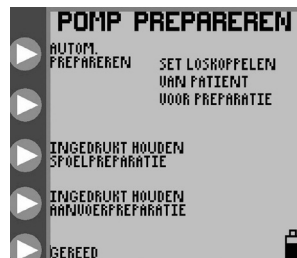 POMP PREPAREREN
AUTOM.
PREPAREREN
SET LOSKOPPELEN
VAN PATIENT
VOOR PREPARATIE
INGEDRUKT HOUDEN
SPOELPREPARATIE
INGEDRUKT HOUDEN
AANVOERPREPARATIE
GEREED